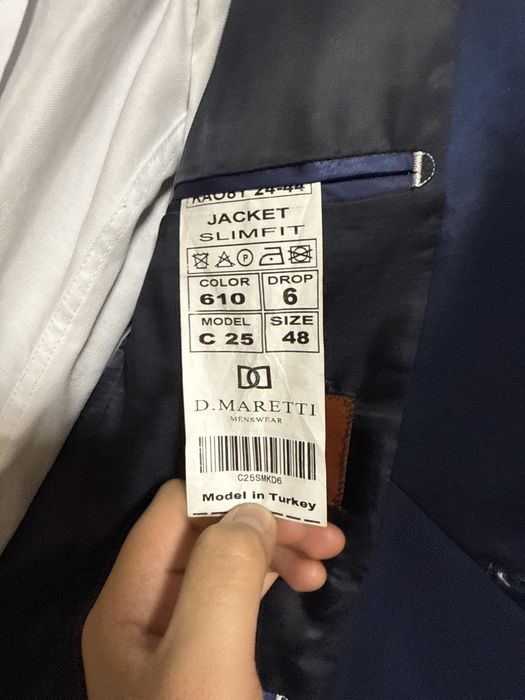 JACKET
SLIMFIT
P
COLOR DROP
610 6
MODEL SIZE
C 25 48
D.MARETTI
MENSWEAR
C25SMKD6
Model in Turkey